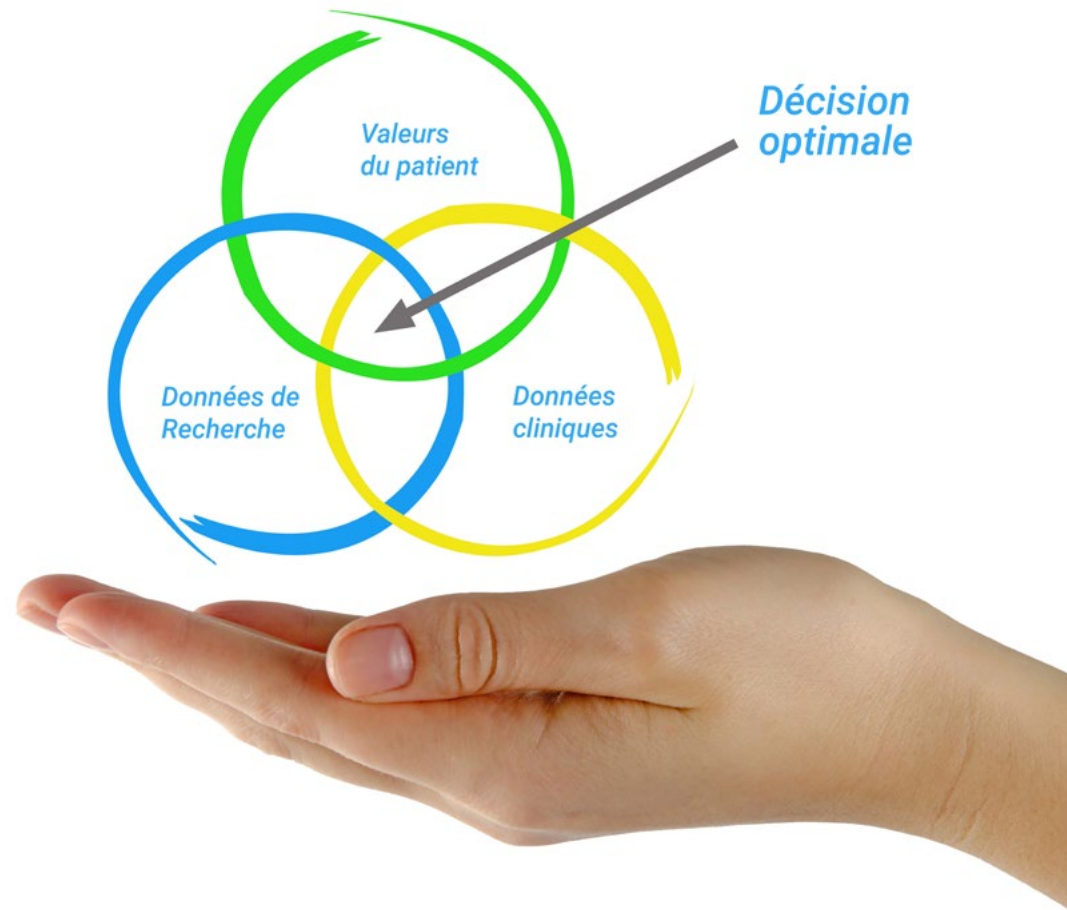 Valeurs
du patient
Décision
optimale
Données de
Recherche
Données
cliniques